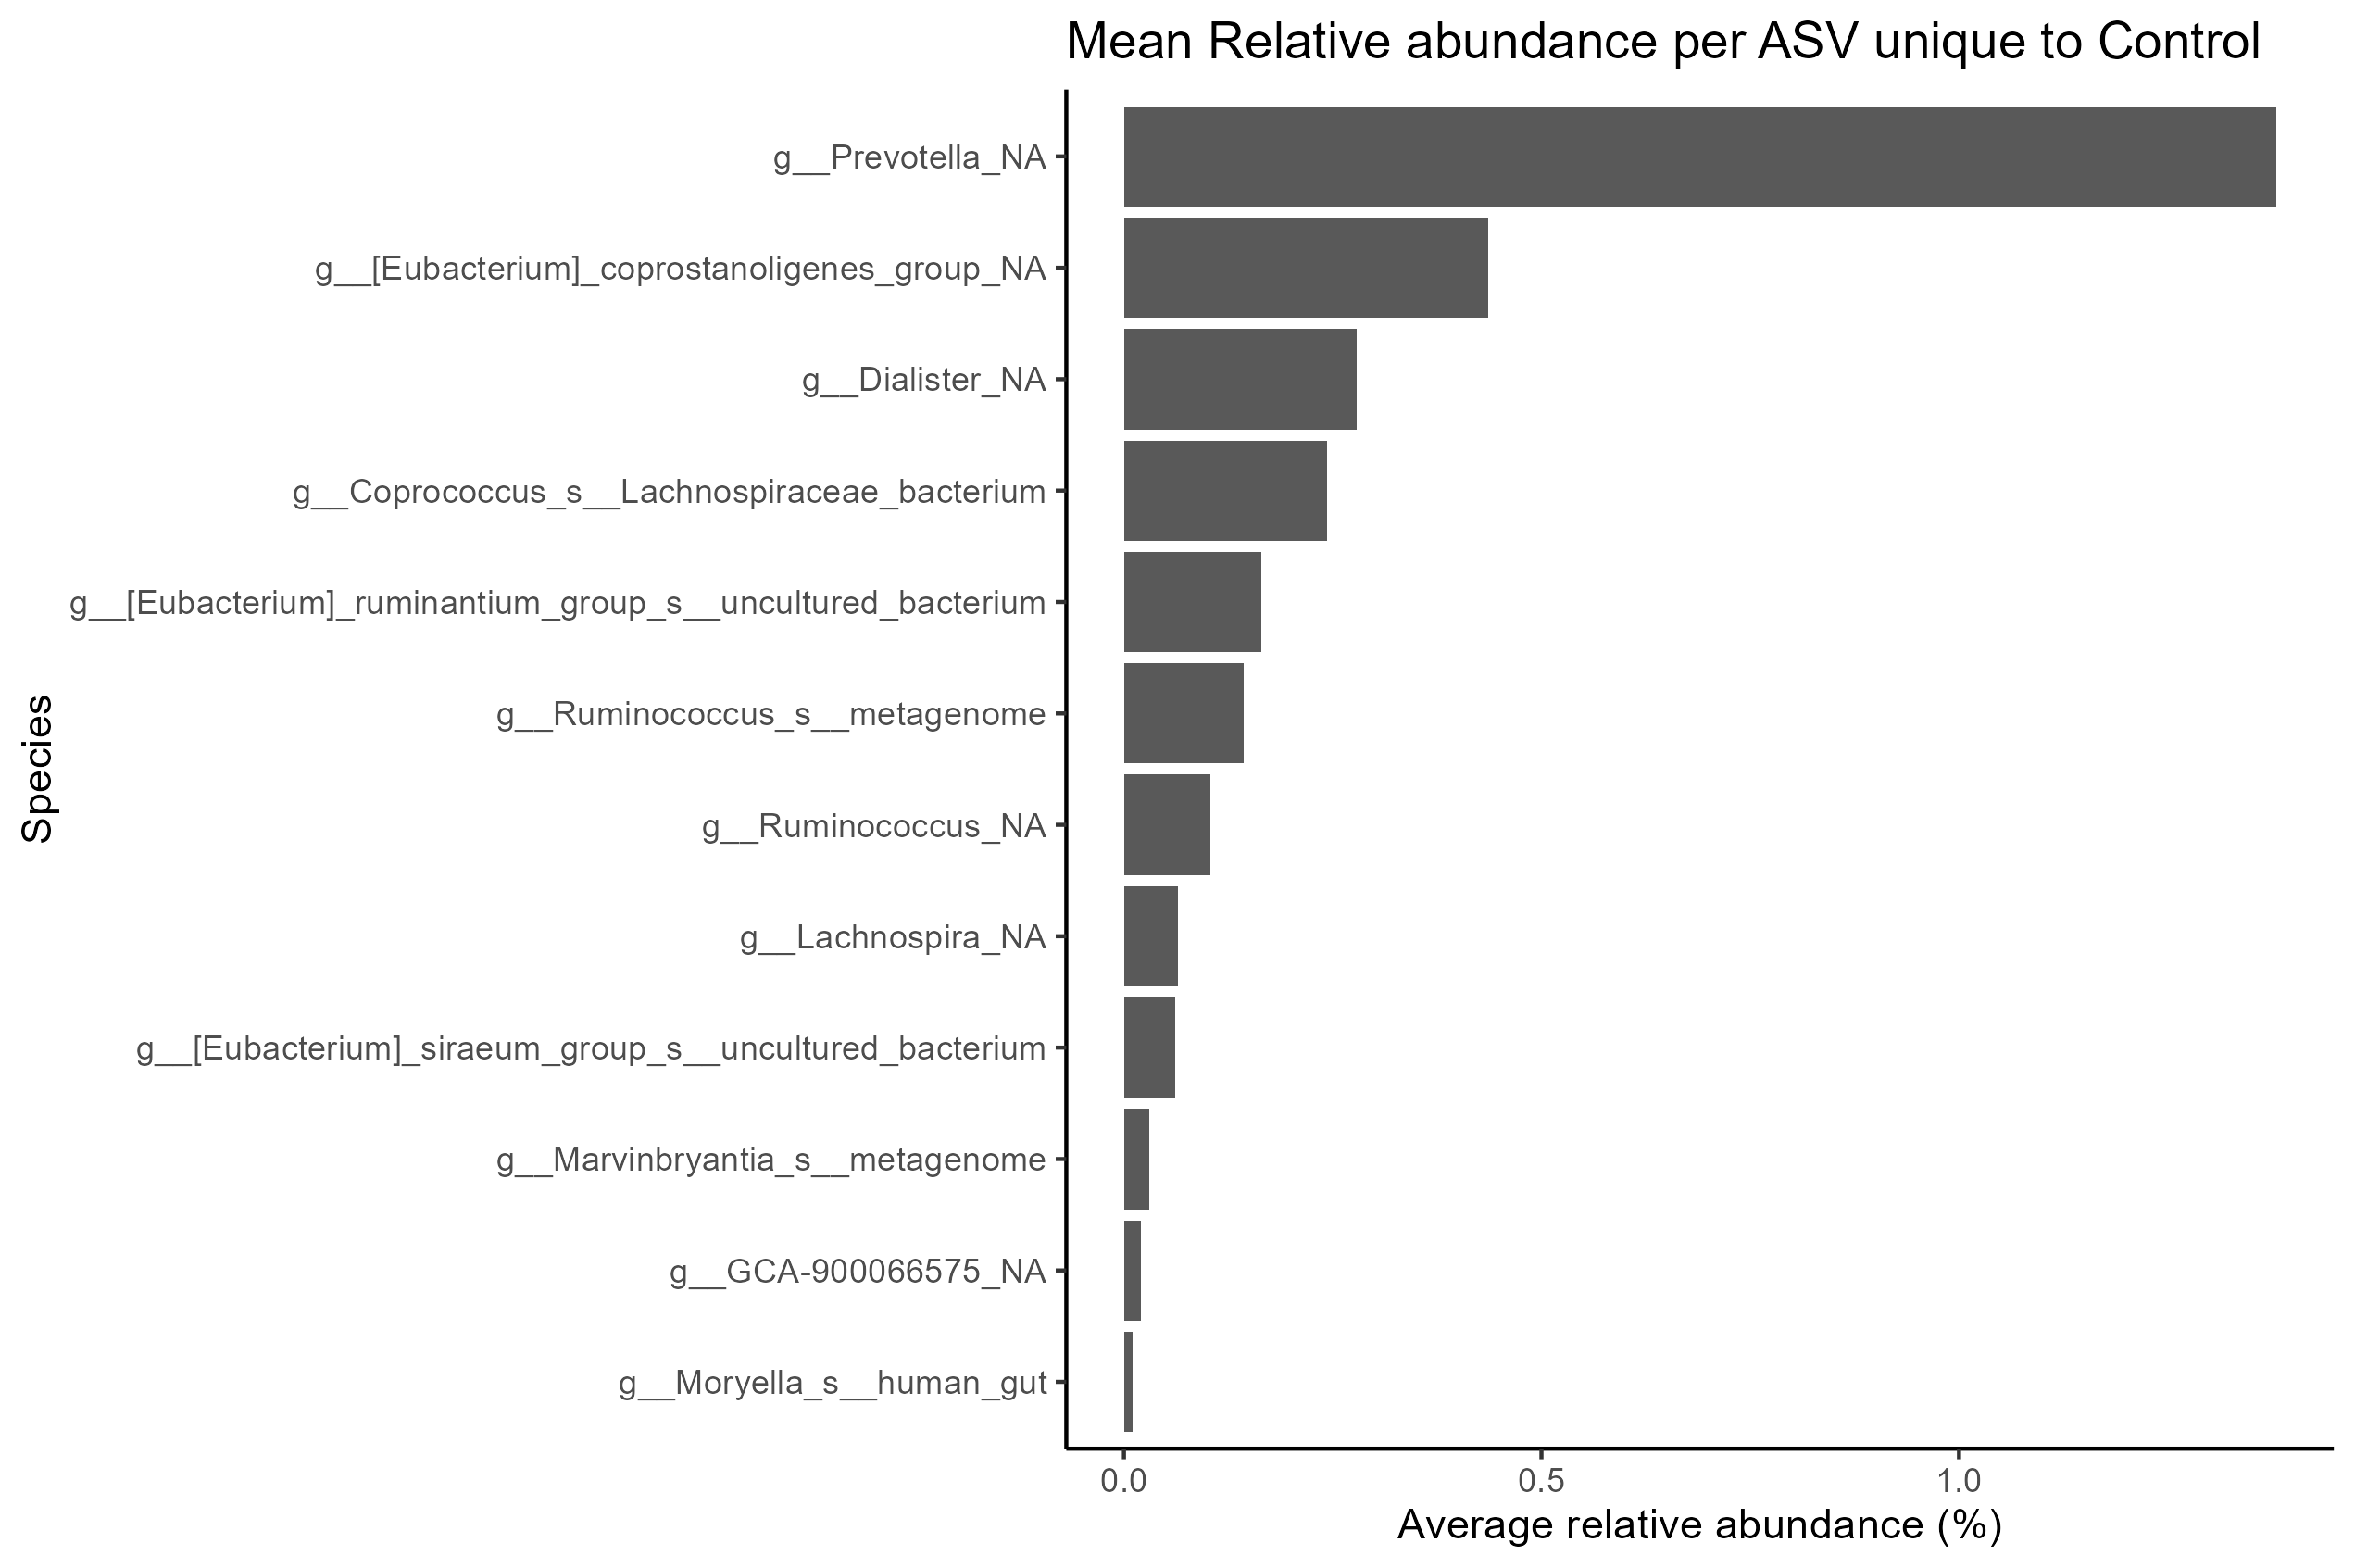 Mean Relative abundance per ASV unique to Control
g__Prevotella_NA
g__[Eubacterium]_coprostanoligenes_group_NA
g__Dialister_NA
g__Coprococcus_s__Lachnospiraceae_bacterium
g__[Eubacterium]_ruminantium_group_s__uncultured_bacterium
g__Ruminococcus_s__metagenome
g__Ruminococcus_NA
g__Lachnospira_NA
g__[Eubacterium]_siraeum_group_s__uncultured_bacterium
g__Marvinbryantia_s__metagenome
g__GCA-900066575_NA
g__Moryella_s__human_gut
Species
0.0 0.5 1.0
Average relative abundance (%)